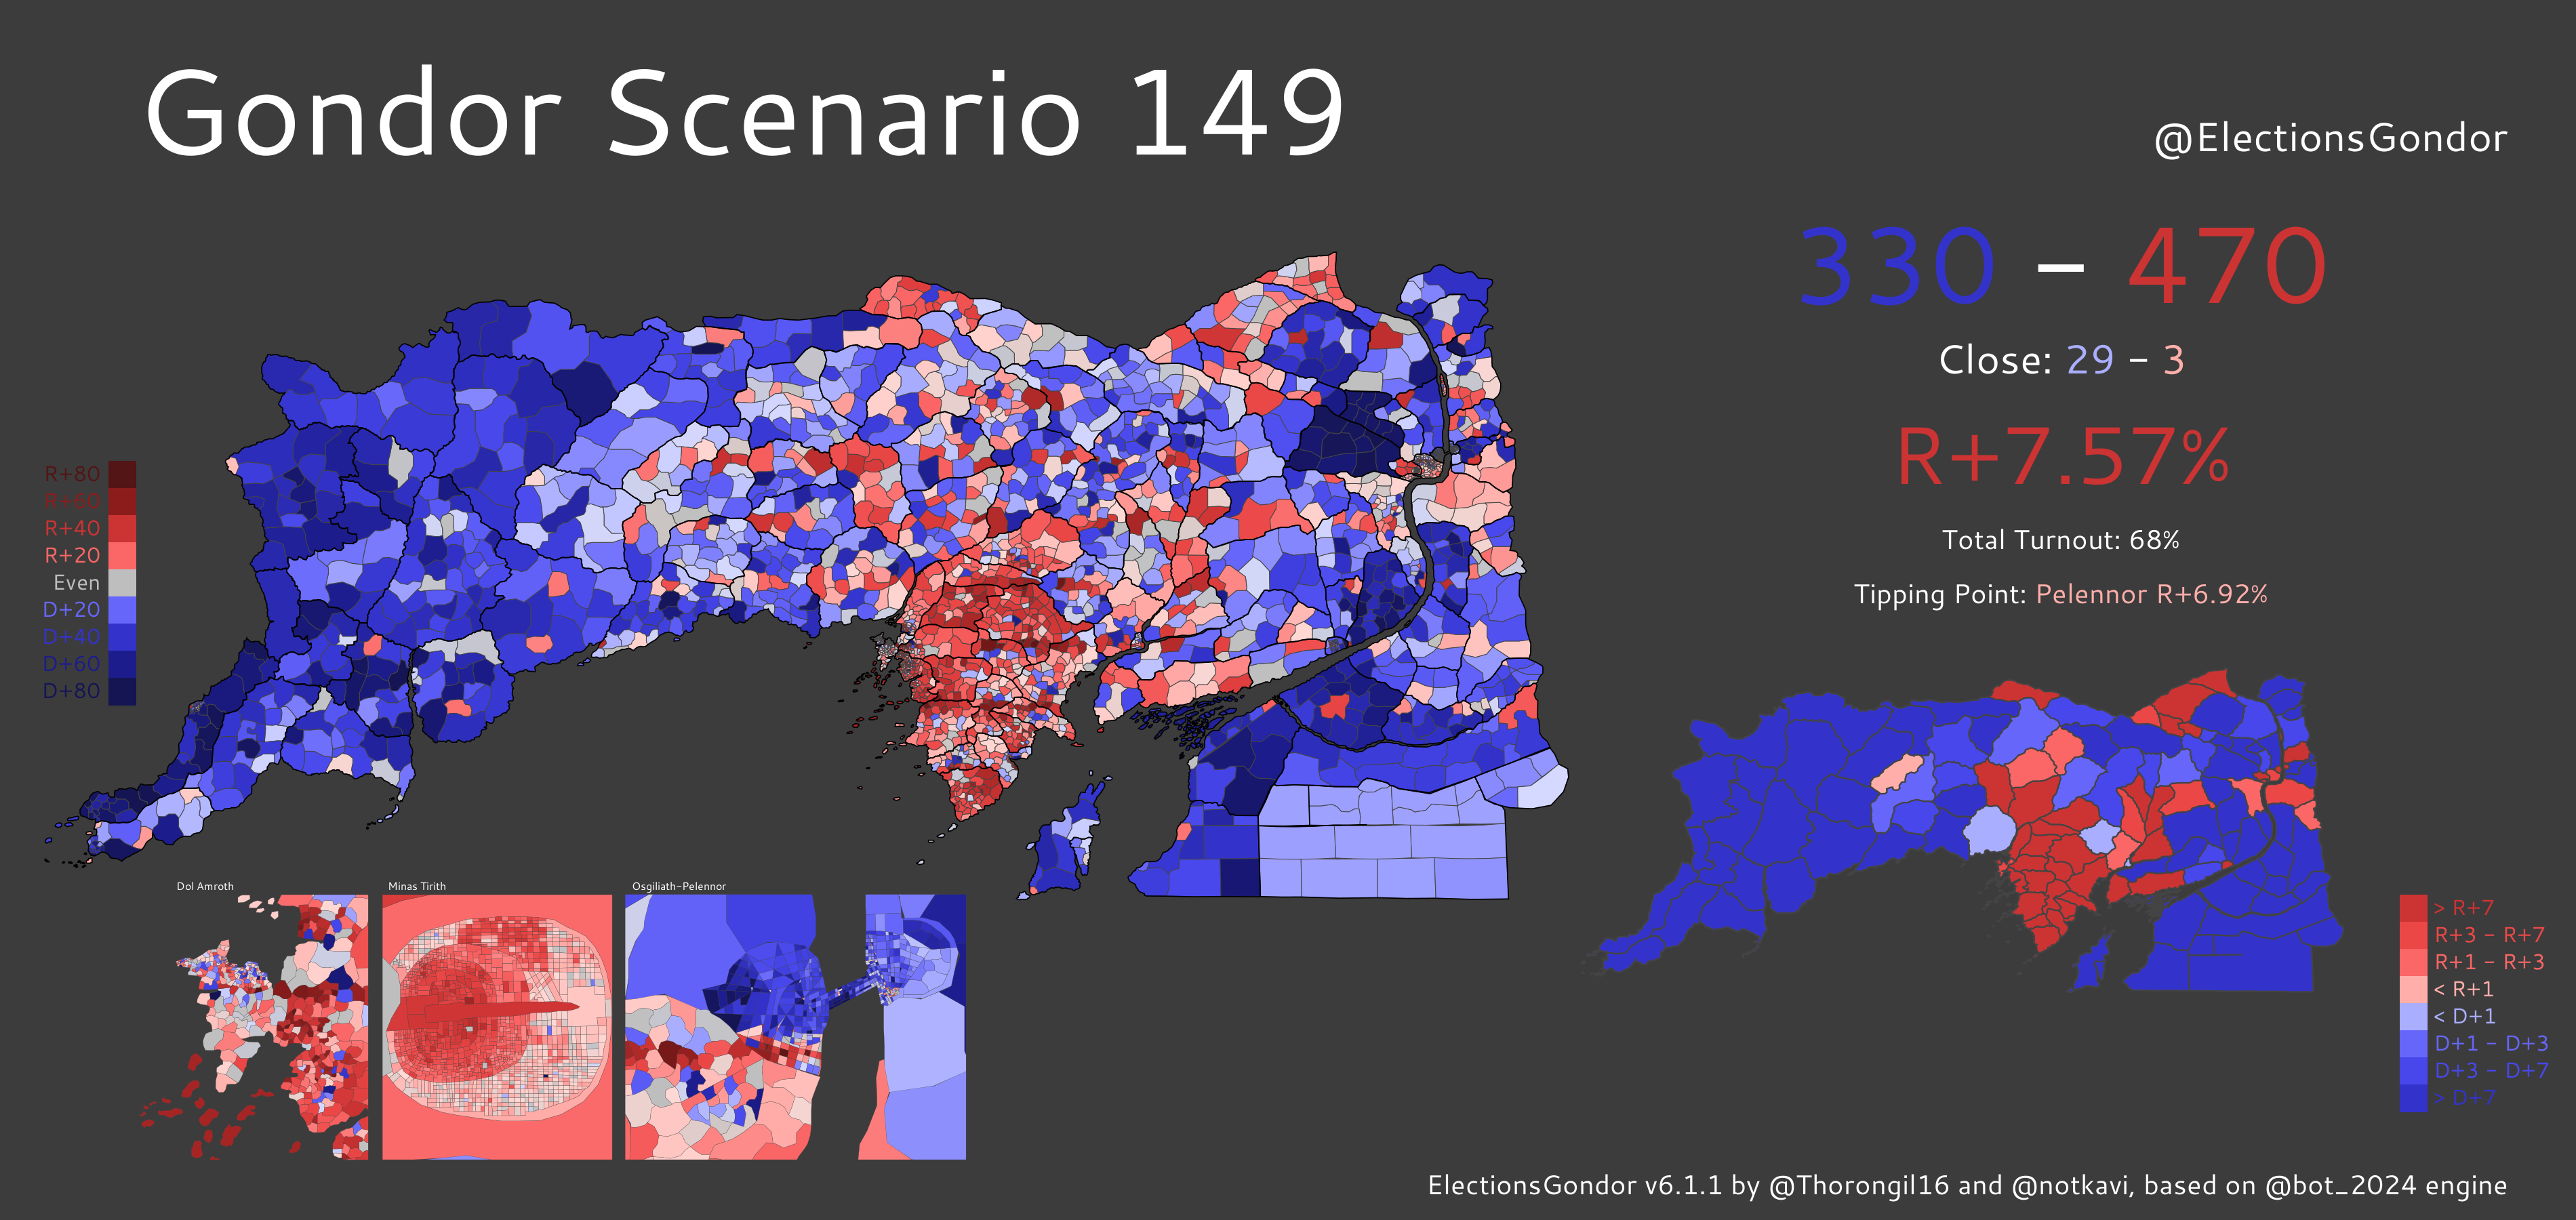 Gondor Scenario 149
@ElectionsGondor
330 – 470
Close: 29 – 3
R+7.57%
Total Turnout: 68%
Tipping Point: Pelennor R+6.92%
R+80
R+60
R+40
R+20
Even
D+20
D+40
D+60
D+80
Dol Amroth
Minas Tirith
Osgiliath-Pelennor
> R+7
R+3 – R+7
R+1 – R+3
< R+1
< D+1
D+1 – D+3
D+3 – D+7
> D+7
ElectionsGondor v6.1.1 by @Thorongil16 and @notkavi, based on @bot_2024 engine